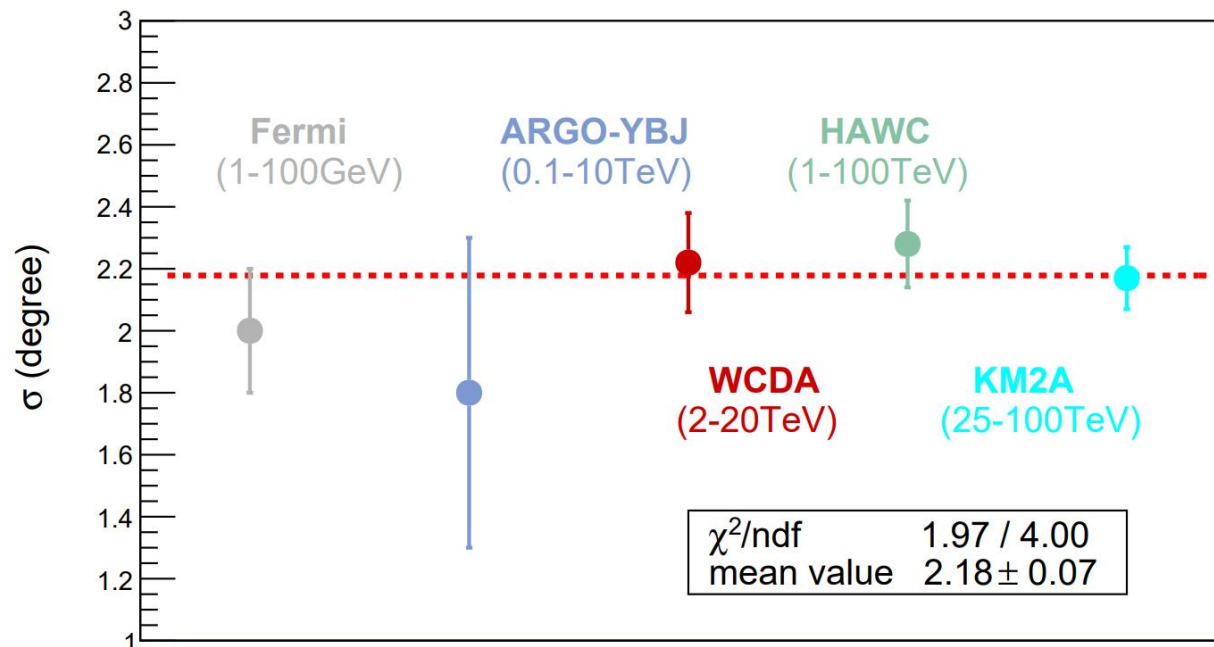 3
2.8
2.6
2.4
2.2
2
1.8
1.6
1.4
1.2
1
σ (degree)
Fermi
(1-100GeV)
ARGO-YBJ
(0.1-10TeV)
HAWC
(1-100TeV)
WCDA
(2-20TeV)
KM2A
(25-100TeV)
χ²/ndf 1.97 / 4.00
mean value 2.18 ± 0.07